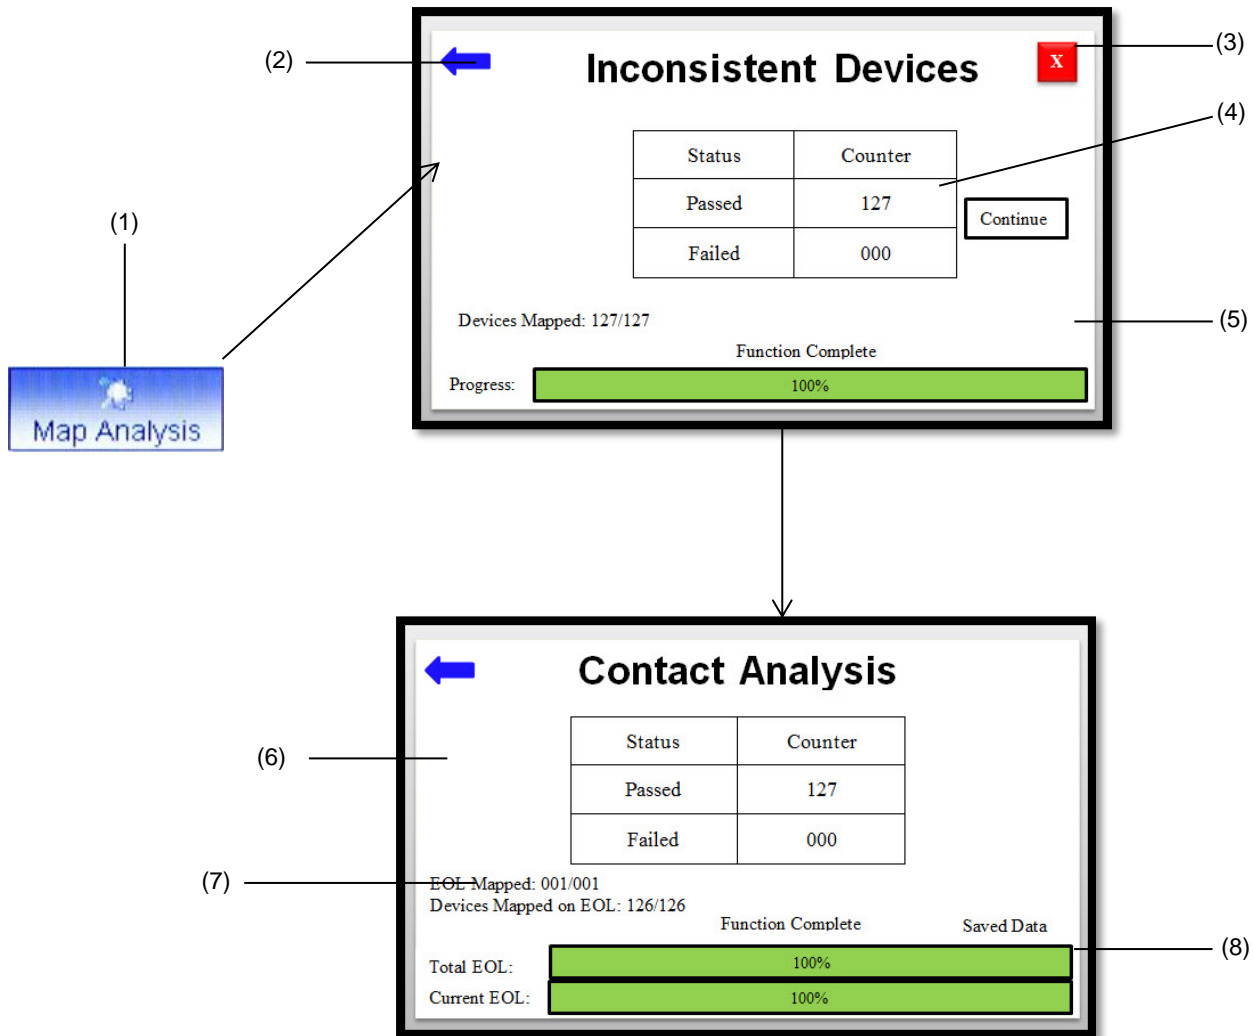 (2)
Inconsistent Devices
X
(3)
(4)
Status Counter
Passed 127
Continue
Failed 000
(1)
Devices Mapped: 127/127
(5)
Function Complete
Progress: 100%
Map Analysis
Contact Analysis
Status Counter
(6)
Passed 127
Failed 000
(7)
EOL Mapped: 001/001
Devices Mapped on EOL: 126/126
Function Complete
Saved Data
(8)
Total EOL: 100%
Current EOL: 100%